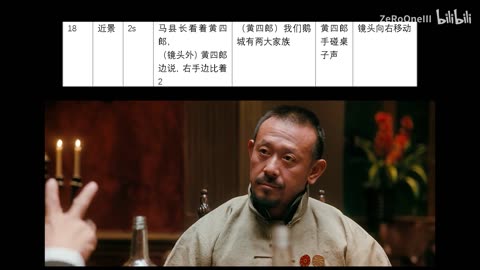 ZeRoOneIII bilibili
18 近景 2s 马县长看着黄四 （黄四郎）我们鹅 黄四郎 镜头向右移动
郎， 城有两大家族 手碰桌
（镜头外）黄四郎 子声
边说，右手边比着
2